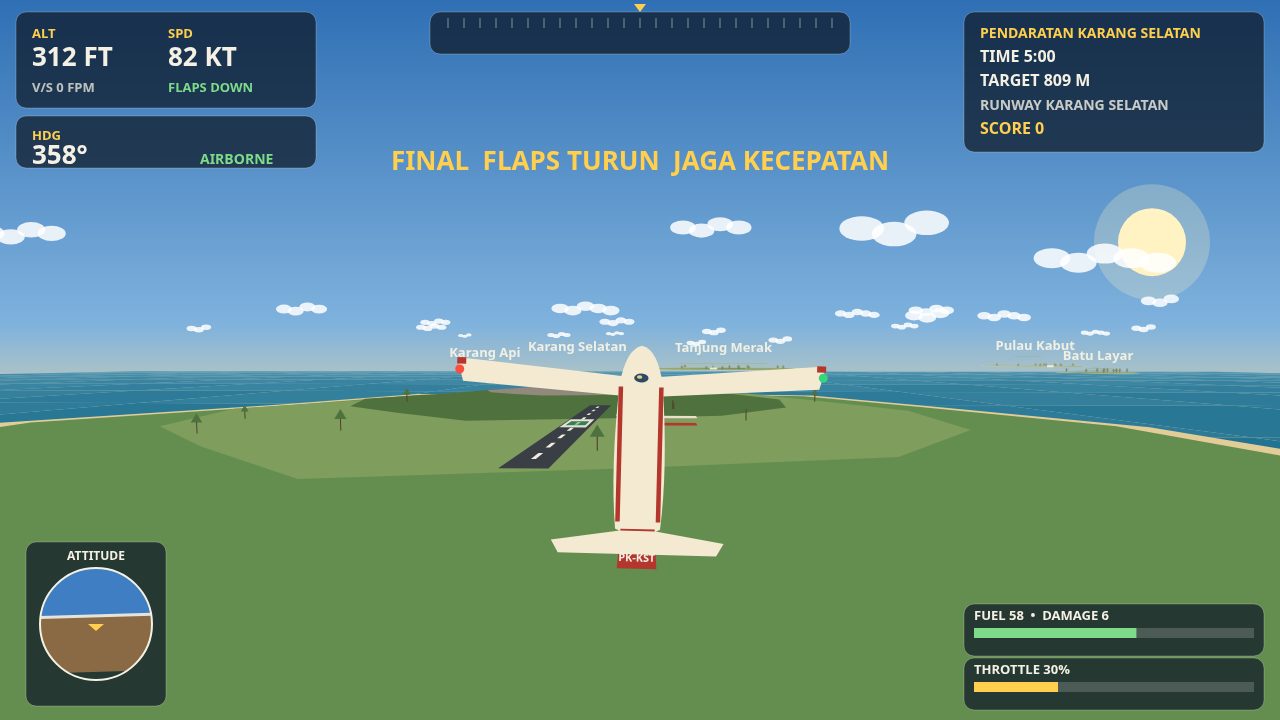 ALT
SPD
312 FT
82 KT
V/S 0 FPM
FLAPS DOWN
HDG
358°
AIRBORNE
PENDARATAN KARANG SELATAN
TIME 5:00
TARGET 809 M
RUNWAY KARANG SELATAN
SCORE 0
FINAL FLAPS TURUN JAGA KECEPATAN
Karang Api
Karang Selatan
Tanjung Merak
Pulau Kabut
Batu Layar
PK-KST
ATTITUDE
FUEL 58 • DAMAGE 6
THROTTLE 30%